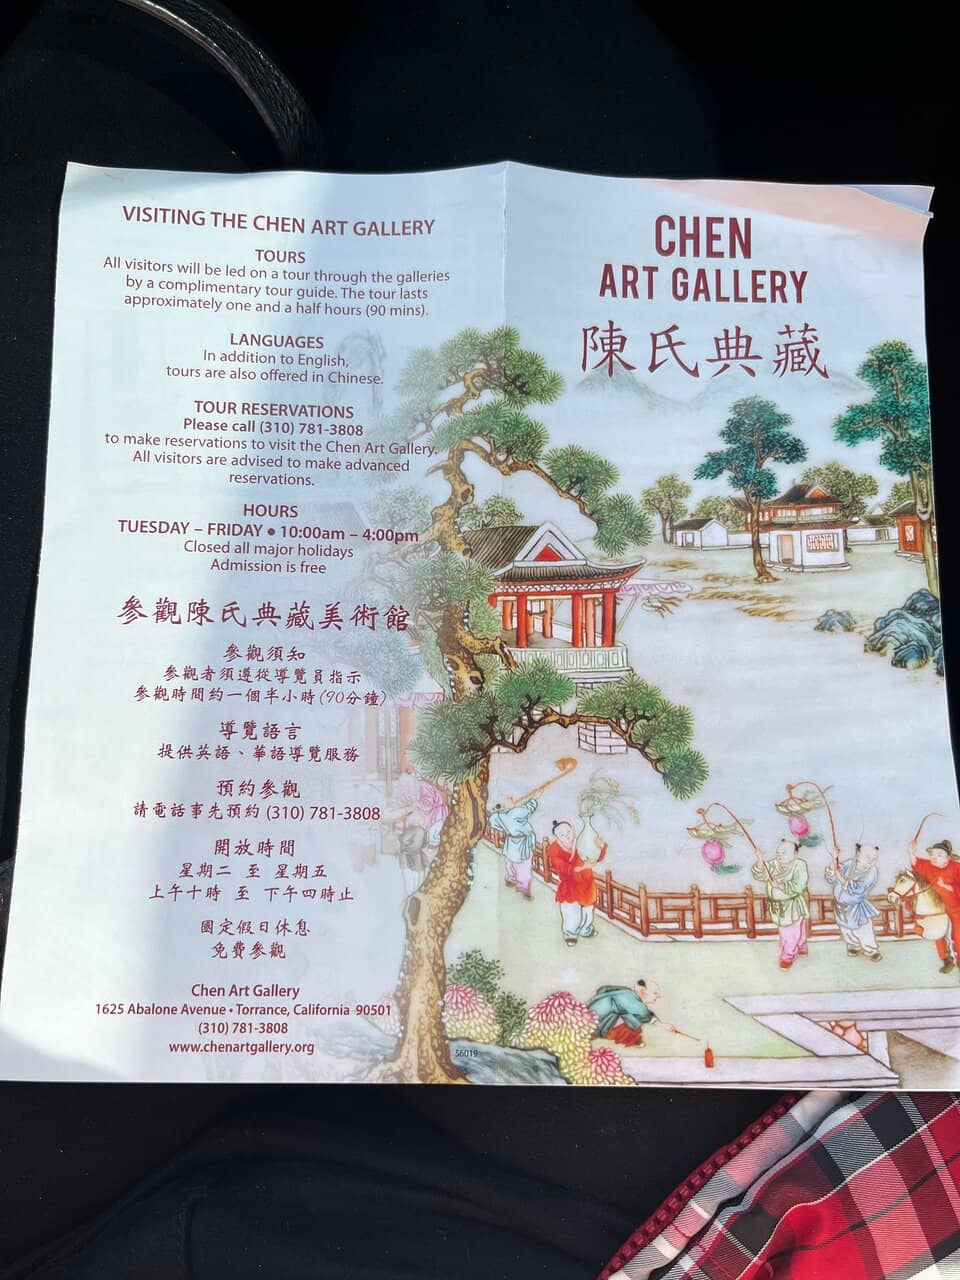 VISITING THE CHEN ART GALLERY
TOURS
All visitors will be led on a tour through the galleries
by a complimentary tour guide. The tour lasts
approximately one and a half hours (90 mins).
LANGUAGES
In addition to English,
tours are also offered in Chinese.
TOUR RESERVATIONS
Please call (310) 781-3808
to make reservations to visit the Chen Art Gallery.
All visitors are advised to make advanced
reservations.
HOURS
TUESDAY – FRIDAY ● 10:00am – 4:00pm
Closed all major holidays
Admission is free
參觀陳氏典藏美術館
參觀須知
參觀者須遵從導覽員指示
參觀時間約一個半小時(90分鐘)
導覽語言
提供英語、華語導覽服務
預約參觀
請電話事先預約 (310) 781-3808
開放時間
星期二 至 星期五
上午十時 至 下午四時止
國定假日休息
免費參觀
Chen Art Gallery
1625 Abalone Avenue • Torrance, California 90501
(310) 781-3808
www.chenartgallery.org
56019
CHEN
ART GALLERY
陳氏典藏